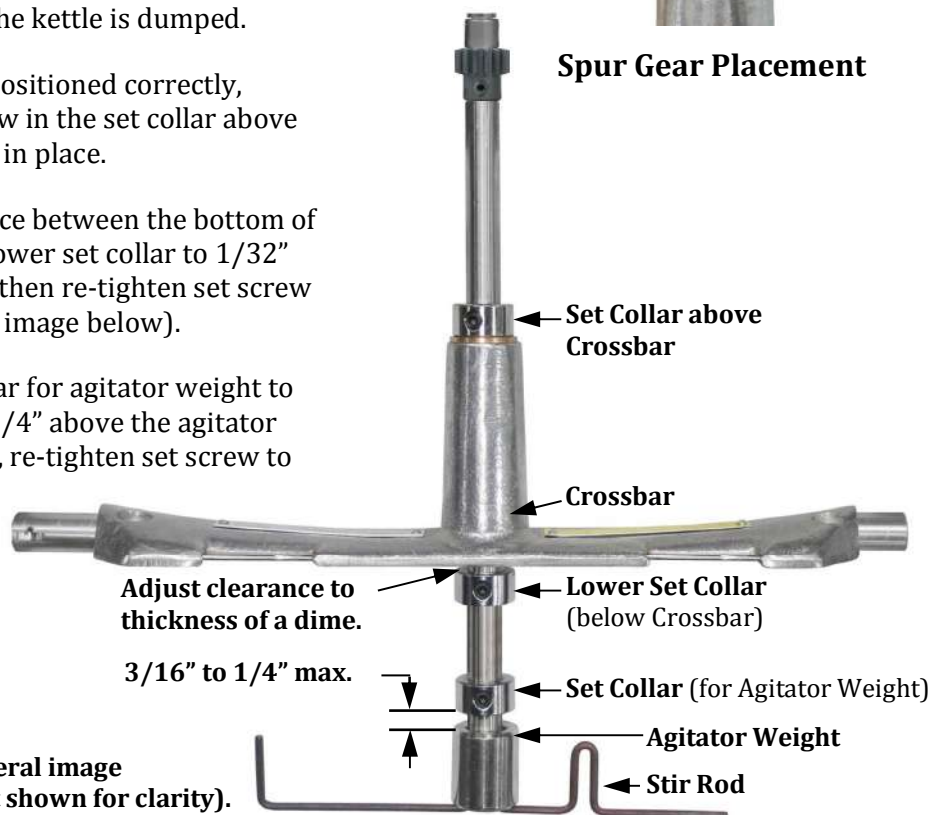 he kettle is dumped.
ositioned correctly,
w in the set collar above
in place.
ce between the bottom of
ower set collar to 1/32”
then re-tighten set screw
image below).
ar for agitator weight to
/4” above the agitator
, re-tighten set screw to
Spur Gear Placement
Set Collar above
Crossbar
Crossbar
Adjust clearance to
thickness of a dime.
Lower Set Collar
(below Crossbar)
3/16” to 1/4” max.
Set Collar (for Agitator Weight)
Agitator Weight
Stir Rod
eral image
t shown for clarity).